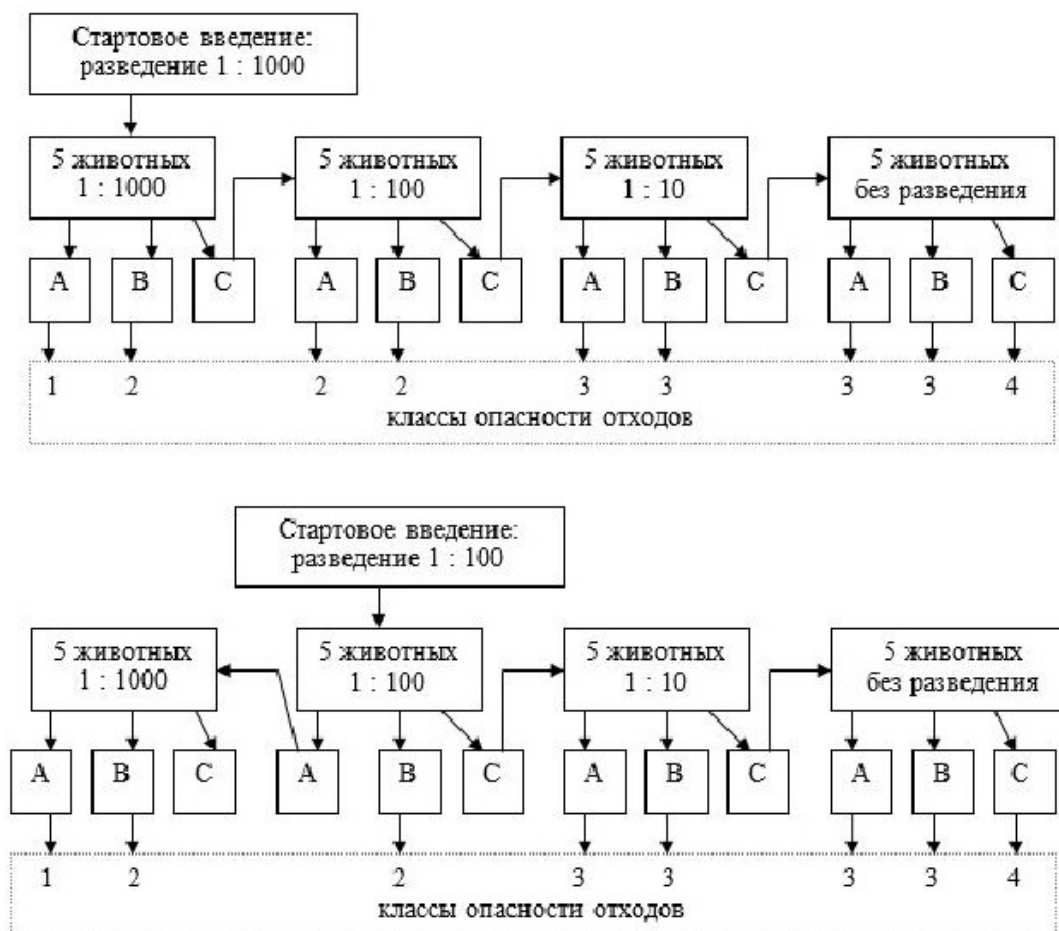 Стартовое введение:
разведение 1 : 1000
5 животных
1 : 1000
5 животных
1 : 100
5 животных
1 : 10
5 животных
без разведения
А В С А В С А В С А В С
1 2 2 2 3 3 3 3 4
классы опасности отходов
Стартовое введение:
разведение 1 : 100
5 животных
1 : 1000
5 животных
1 : 100
5 животных
1 : 10
5 животных
без разведения
А В С А В С А В С А В С
1 2 2 3 3 3 3 4
классы опасности отходов